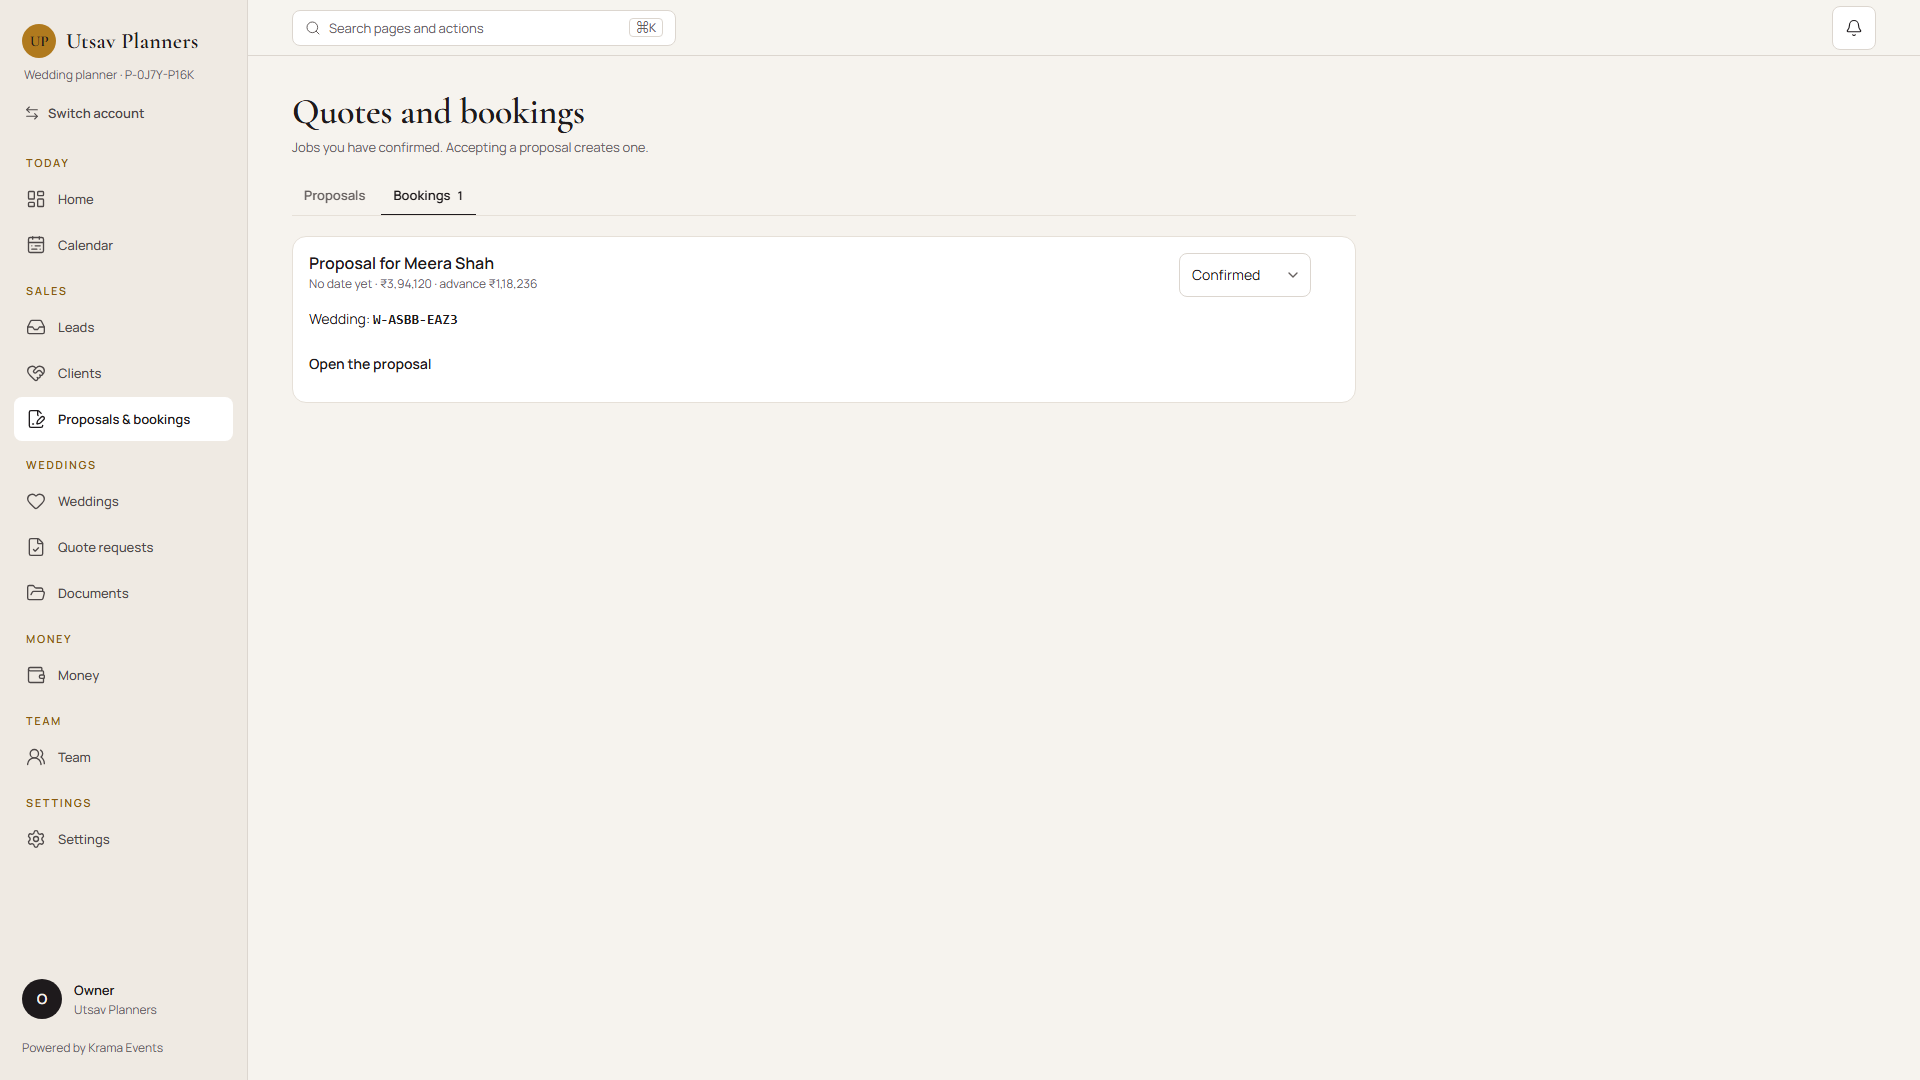 UP Utsav Planners
Wedding planner · P-0J7Y-P16K
Switch account
TODAY
Home
Calendar
SALES
Leads
Clients
Proposals & bookings
WEDDINGS
Weddings
Quote requests
Documents
MONEY
Money
TEAM
Team
SETTINGS
Settings
O
Owner
Utsav Planners
Powered by Krama Events
Search pages and actions ⌘K
Quotes and bookings
Jobs you have confirmed. Accepting a proposal creates one.
Proposals Bookings 1
Proposal for Meera Shah
No date yet · ₹3,94,120 · advance ₹1,18,236
Confirmed
Wedding: W-ASBB-EAZ3
Open the proposal